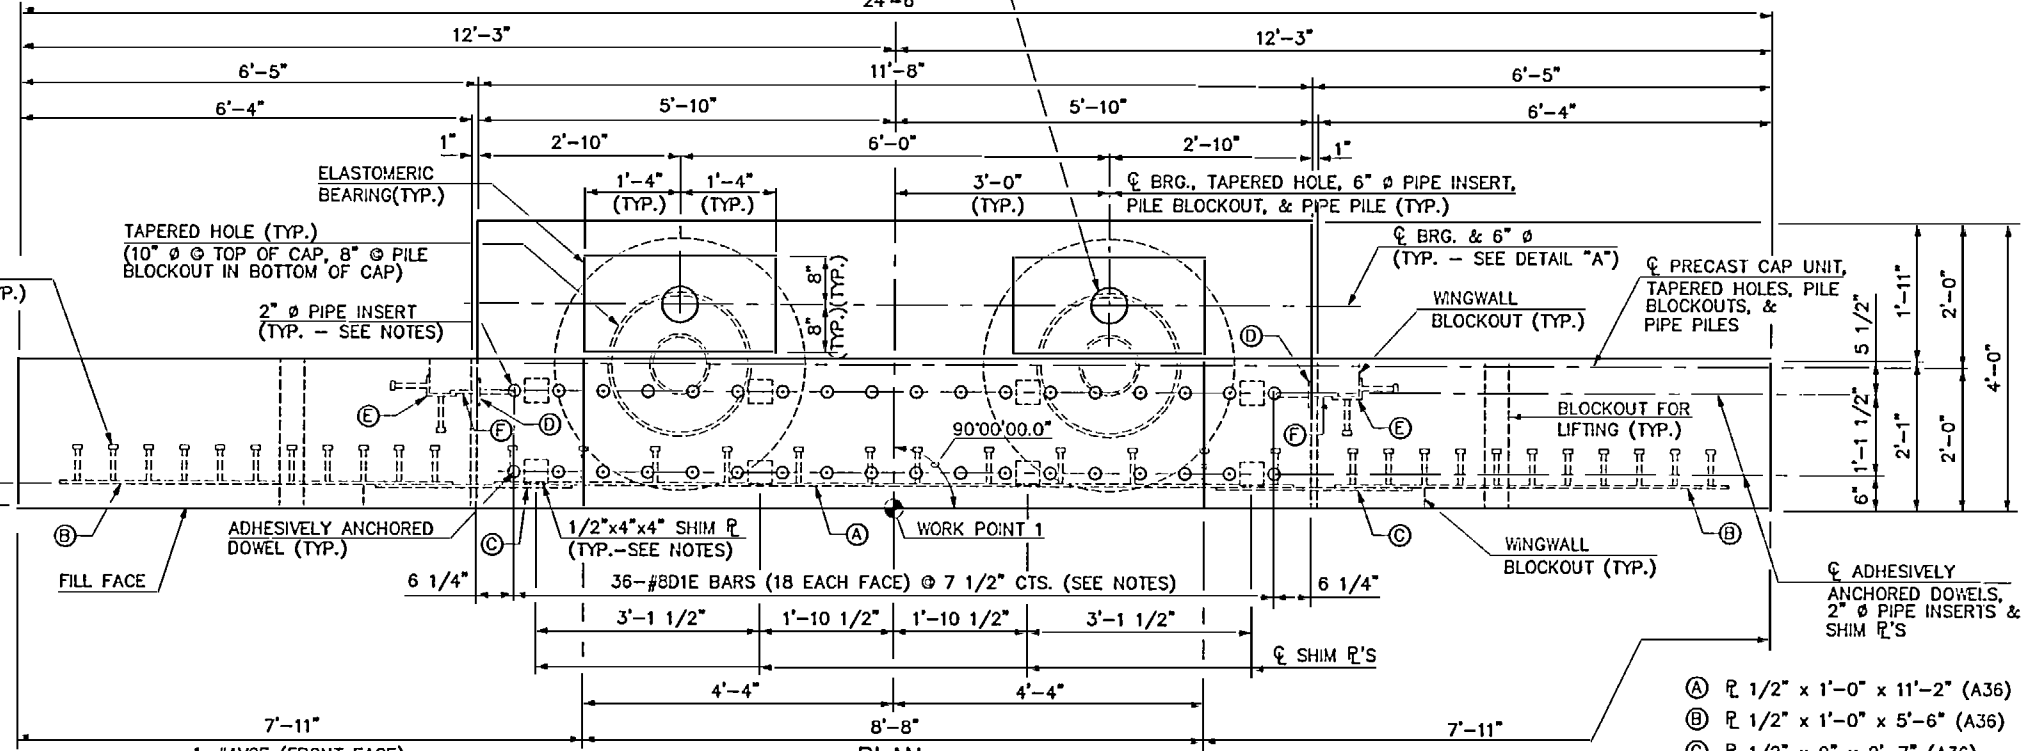 24'-6"
12'-3"
12'-3"
6'-5"
11'-8"
6'-5"
6'-4"
5'-10"
5'-10"
6'-4"
1"
2'-10"
6'-0"
2'-10"
1"
ELASTOMERIC
BEARING(TYP.)
1'-4"
(TYP.)
1'-4"
(TYP.)
3'-0"
(TYP.)
℄ BRG., TAPERED HOLE, 6" Ø PIPE INSERT,
PILE BLOCKOUT, & PIPE PILE (TYP.)
TAPERED HOLE (TYP.)
(10" Ø @ TOP OF CAP, 8" @ PILE
BLOCKOUT IN BOTTOM OF CAP)
℄ BRG. & 6" Ø
(TYP. - SEE DETAIL "A")
℄ PRECAST CAP UNIT,
TAPERED HOLES, PILE
BLOCKOUTS, &
PIPE PILES
8"
(TYP.)
8"
(TYP.)
2" Ø PIPE INSERT
(TYP. - SEE NOTES)
WINGWALL
BLOCKOUT (TYP.)
5 1/2"
1'-11"
2'-0"
4'-0"
D
E
F
D
90°00'00.0"
F
E
BLOCKOUT FOR
LIFTING (TYP.)
1'-1 1/2"
2'-1"
2'-0"
6"
B
ADHESIVELY ANCHORED
DOWEL (TYP.)
C
1/2"x4"x4" SHIM ℙL
(TYP.-SEE NOTES)
A
WORK POINT 1
C
WINGWALL
BLOCKOUT (TYP.)
B
FILL FACE
6 1/4"
36-#8D1E BARS (18 EACH FACE) @ 7 1/2" CTS. (SEE NOTES)
6 1/4"
℄ ADHESIVELY
ANCHORED DOWELS,
2" Ø PIPE INSERTS &
SHIM ℙL'S
3'-1 1/2"
1'-10 1/2"
1'-10 1/2"
3'-1 1/2"
℄ SHIM ℙL'S
4'-4"
4'-4"
7'-11"
8'-8"
7'-11"
PLAN
A ℙL 1/2" x 1'-0" x 11'-2" (A36)
B ℙL 1/2" x 1'-0" x 5'-6" (A36)